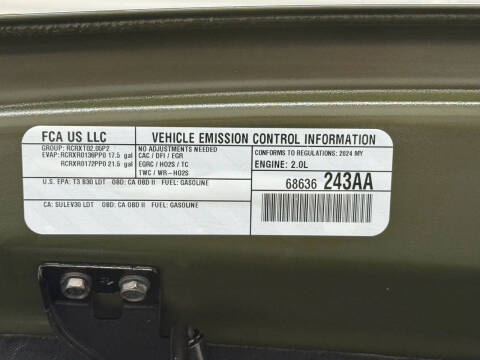 FCA US LLC
GROUP: RCRXT02.05P2
EVAP: RCRXR0136PP0 17.5 gal
RCRXR0172PP0 21.5 gal
VEHICLE EMISSION CONTROL INFORMATION
NO ADJUSTMENTS NEEDED
CAC / DFI / EGR
EGRC / HO2S / TC
TWC / WR-HO2S
CONFORMS TO REGULATIONS: 2024 MY
ENGINE: 2.0L
68636 243AA
U.S. EPA: T3 B30 LDT OBD: CA OBD II FUEL: GASOLINE
CA: SULEV30 LDT OBD: CA OBD II FUEL: GASOLINE